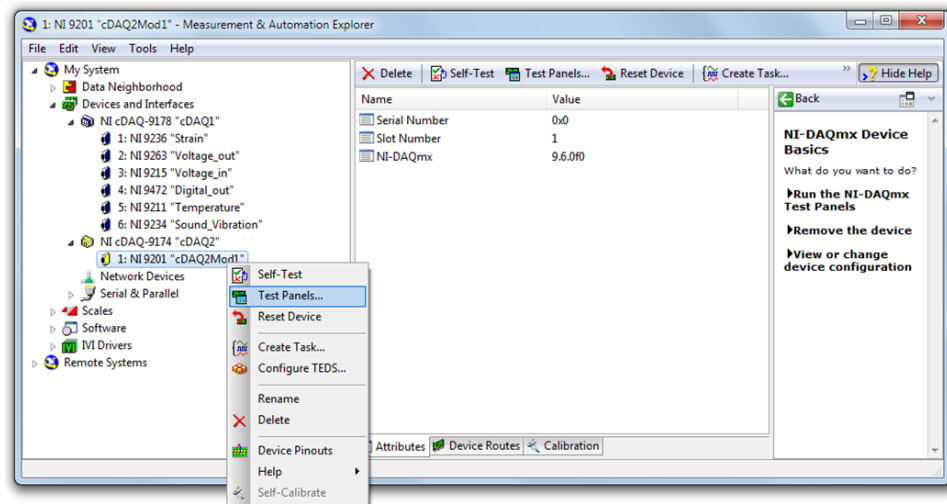 1: NI 9201 "cDAQ2Mod1" - Measurement & Automation Explorer
File Edit View Tools Help
My System
Data Neighborhood
Devices and Interfaces
NI cDAQ-9178 "cDAQ1"
1: NI 9236 "Strain"
2: NI 9263 "Voltage_out"
3: NI 9215 "Voltage_in"
4: NI 9472 "Digital_out"
5: NI 9211 "Temperature"
6: NI 9234 "Sound_Vibration"
NI cDAQ-9174 "cDAQ2"
1: NI 9201 "cDAQ2Mod1"
Network Devices
Serial & Parallel
Scales
Software
IVI Drivers
Remote Systems
Self-Test
Test Panels...
Reset Device
Create Task...
Configure TEDS...
Rename
Delete
Device Pinouts
Help
Self-Calibrate
Delete Self-Test Test Panels... Reset Device Create Task... » Hide Help
Name Value
Serial Number 0x0
Slot Number 1
NI-DAQmx 9.6.0f0
Attributes Device Routes Calibration
Back
NI-DAQmx Device
Basics
What do you want to do?
Run the NI-DAQmx
Test Panels
Remove the device
View or change
device configuration